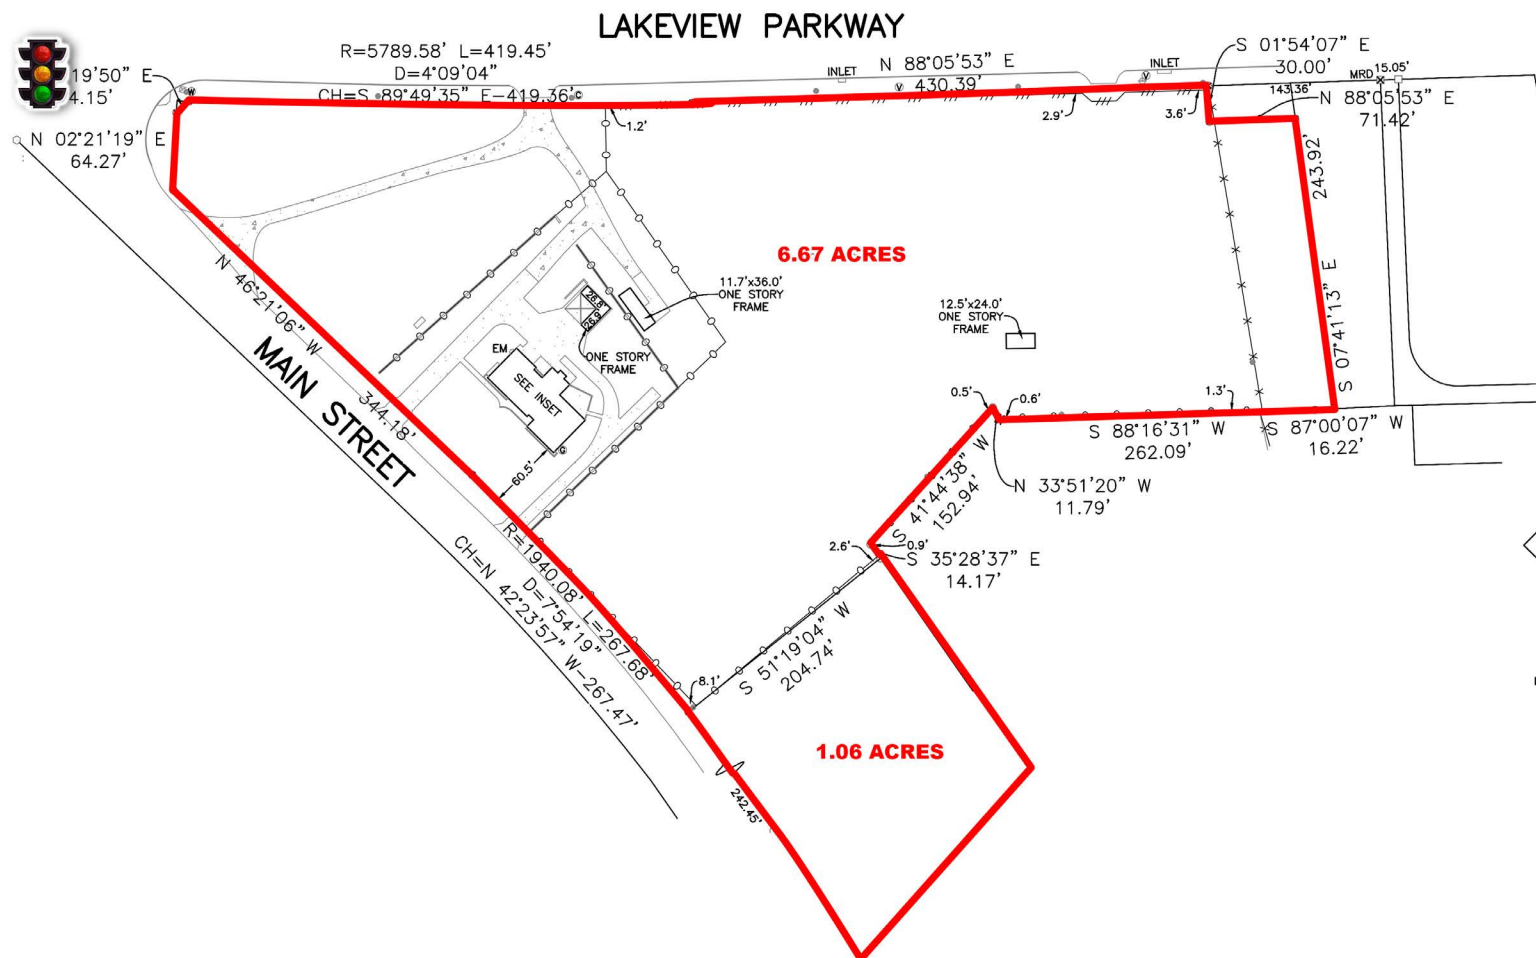 LAKEVIEW PARKWAY
R=5789.58' L=419.45'
D=4°09'04"
CH=S 89°49'35" E-419.36'
19'50" E
4.15'
N 02°21'19" E
64.27'
W
C
1.2'
INLET
V
N 88°05'53" E
430.39'
V
INLET
2.9'
3.6'
S 01°54'07" E
30.00'
MRD
15.05'
143.36'
N 88°05'53" E
71.42'
243.92'
S 07°41'13" E
6.67 ACRES
11.7'x36.0'
ONE STORY
FRAME
12.5'x24.0'
ONE STORY
FRAME
26.8'
25.9'
ONE STORY
FRAME
EM
SEE INSET
G
60.5'
N 46°21'06" W
344.18'
MAIN STREET
0.5'
0.6'
1.3'
S 88°16'31" W
262.09'
S 87°00'07" W
16.22'
N 33°51'20" W
11.79'
S 41°44'38" W
152.94'
2.6'
0.9'
S 35°28'37" E
14.17'
R=1940.08' L=267.68'
D=7°54'19"
CH=N 42°23'57" W-267.47'
S 51°19'04" W
204.74'
8.1'
1.06 ACRES
242.45'